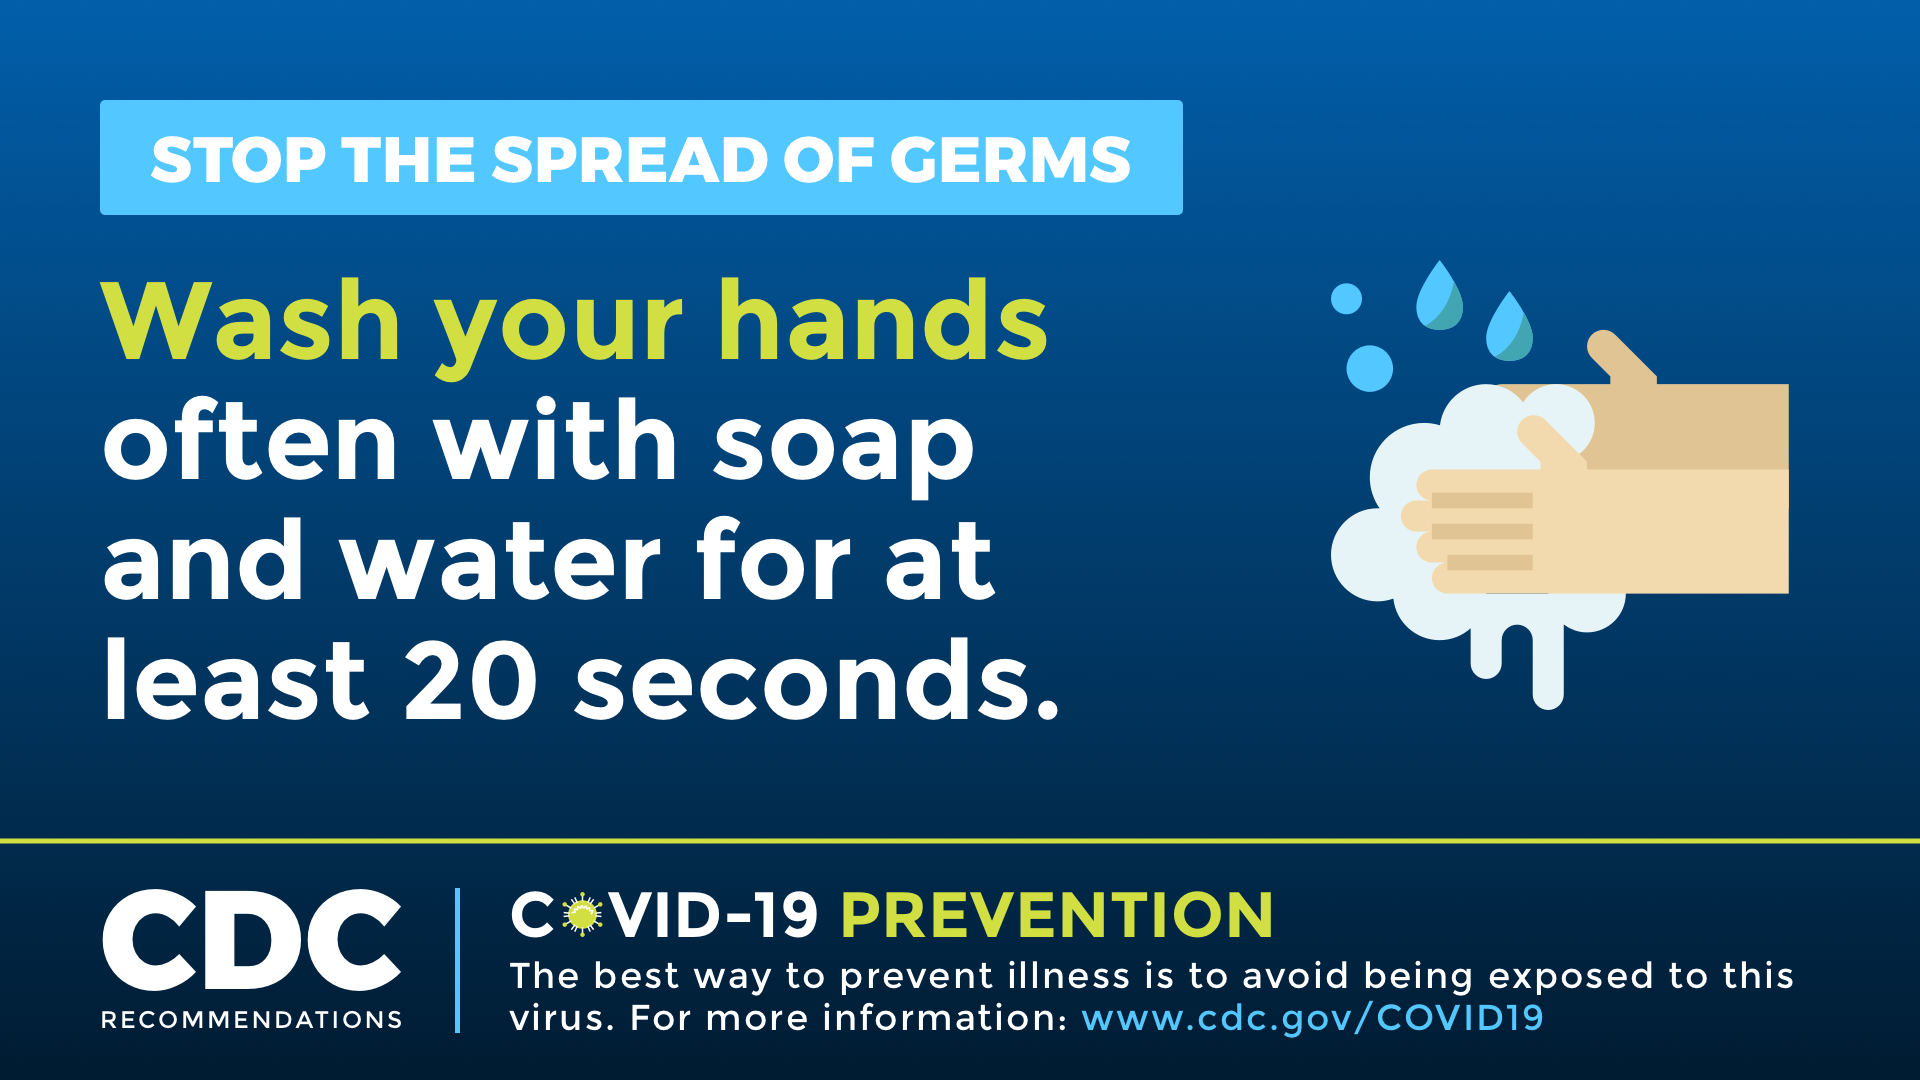 STOP THE SPREAD OF GERMS
Wash your hands
often with soap
and water for at
least 20 seconds.
CDC
RECOMMENDATIONS
COVID-19 PREVENTION
The best way to prevent illness is to avoid being exposed to this
virus. For more information: www.cdc.gov/COVID19